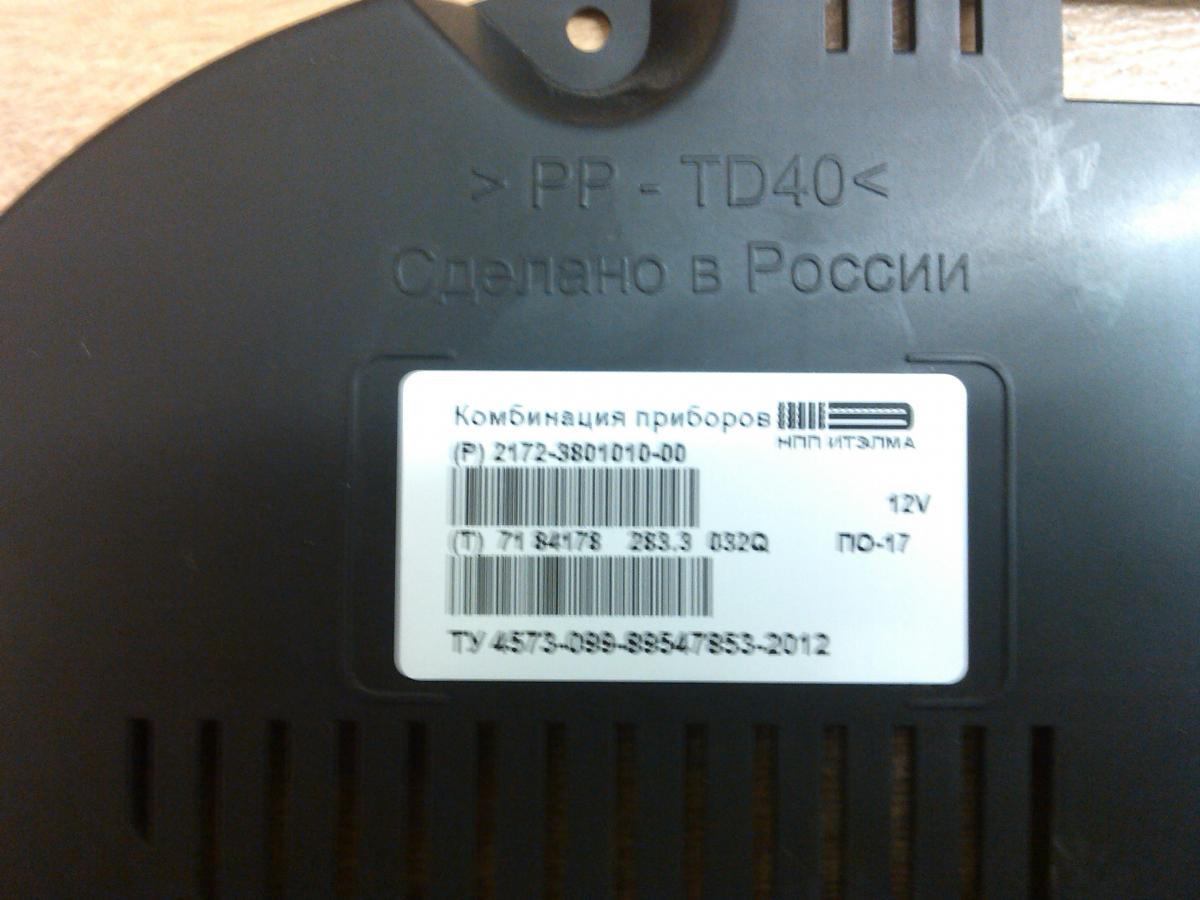 > PP - TD40<
Сделано в России
Комбинация приборов
НПП ИТЭЛМА
(P) 2172-3801010-00
12V
(T) 71 84178 283.3 032Q ПО-17
ТУ 4573-099-89547853-2012